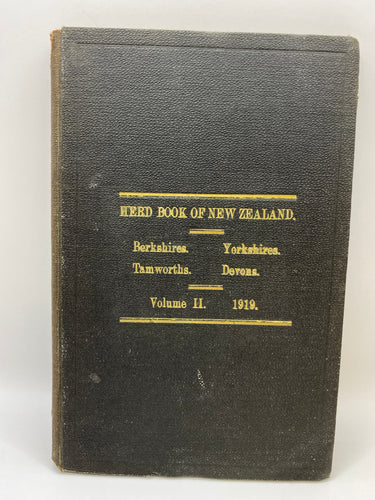 HERD BOOK OF NEW ZEALAND.
Berkshires. Yorkshires.
Tamworths. Devons.
Volume II. 1919.